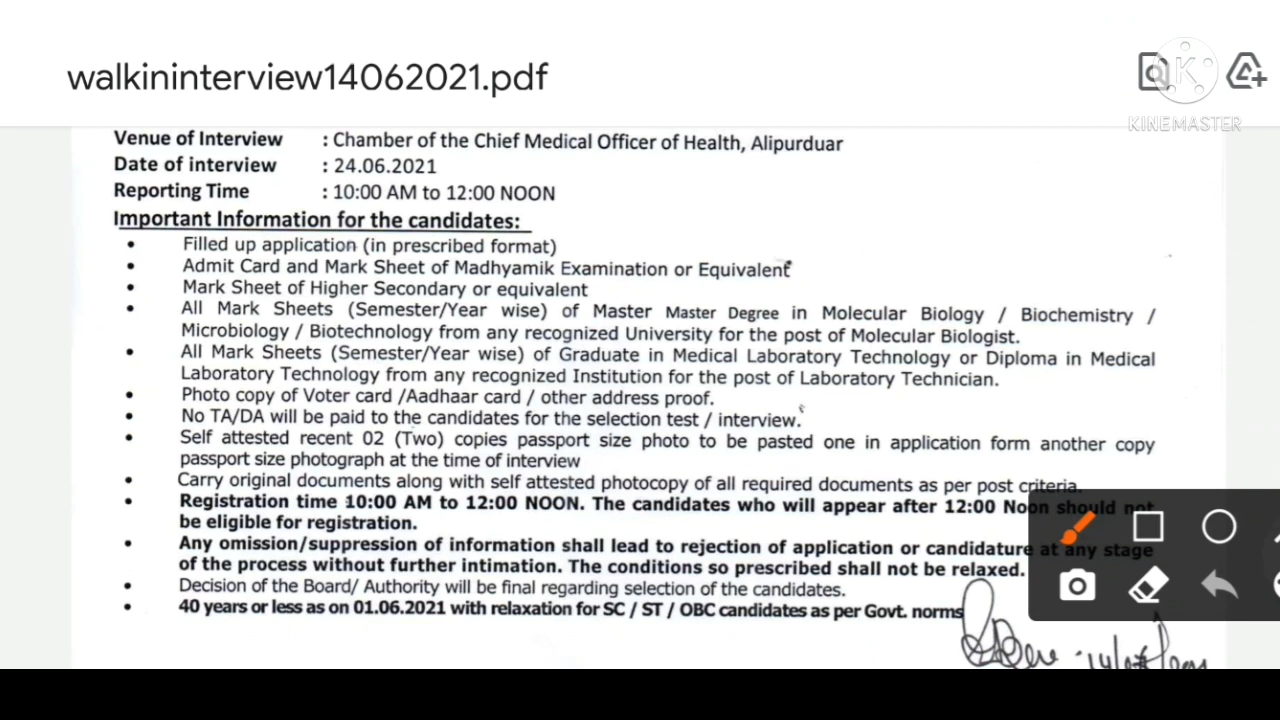 walkininterview14062021.pdf
KINEMASTER
Venue of Interview : Chamber of the Chief Medical Officer of Health, Alipurduar
Date of interview : 24.06.2021
Reporting Time : 10:00 AM to 12:00 NOON
Important Information for the candidates:
• Filled up application (in prescribed format)
• Admit Card and Mark Sheet of Madhyamik Examination or Equivalent
• Mark Sheet of Higher Secondary or equivalent
• All Mark Sheets (Semester/Year wise) of Master Master Degree in Molecular Biology / Biochemistry /
Microbiology / Biotechnology from any recognized University for the post of Molecular Biologist.
• All Mark Sheets (Semester/Year wise) of Graduate in Medical Laboratory Technology or Diploma in Medical
Laboratory Technology from any recognized Institution for the post of Laboratory Technician.
• Photo copy of Voter card /Aadhaar card / other address proof.
• No TA/DA will be paid to the candidates for the selection test / interview.
• Self attested recent 02 (Two) copies passport size photo to be pasted one in application form another copy
passport size photograph at the time of interview
• Carry original documents along with self attested photocopy of all required documents as per post criteria.
• Registration time 10:00 AM to 12:00 NOON. The candidates who will appear after 12:00 Noon should not
be eligible for registration.
• Any omission/suppression of information shall lead to rejection of application or candidature at any stage
of the process without further intimation. The conditions so prescribed shall not be relaxed.
• Decision of the Board/ Authority will be final regarding selection of the candidates.
• 40 years or less as on 01.06.2021 with relaxation for SC / ST / OBC candidates as per Govt. norms